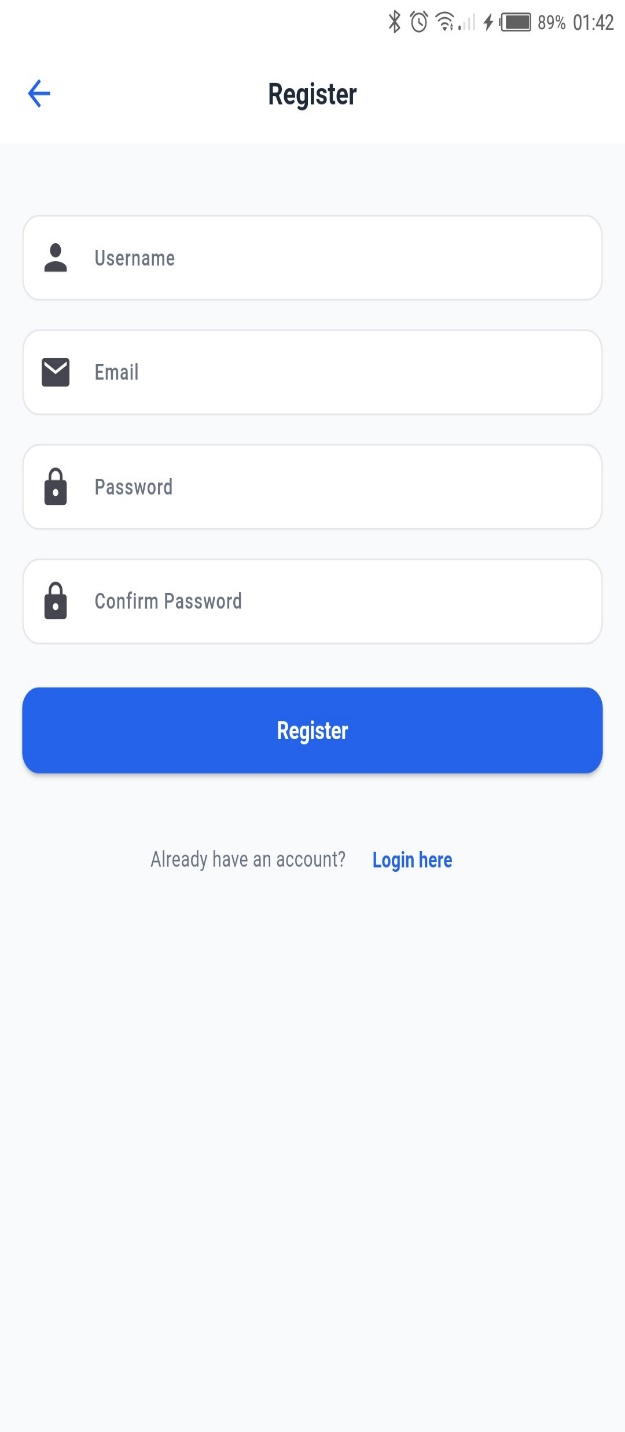 89% 01:42
Register
Username
Email
Password
Confirm Password
Register
Already have an account? Login here